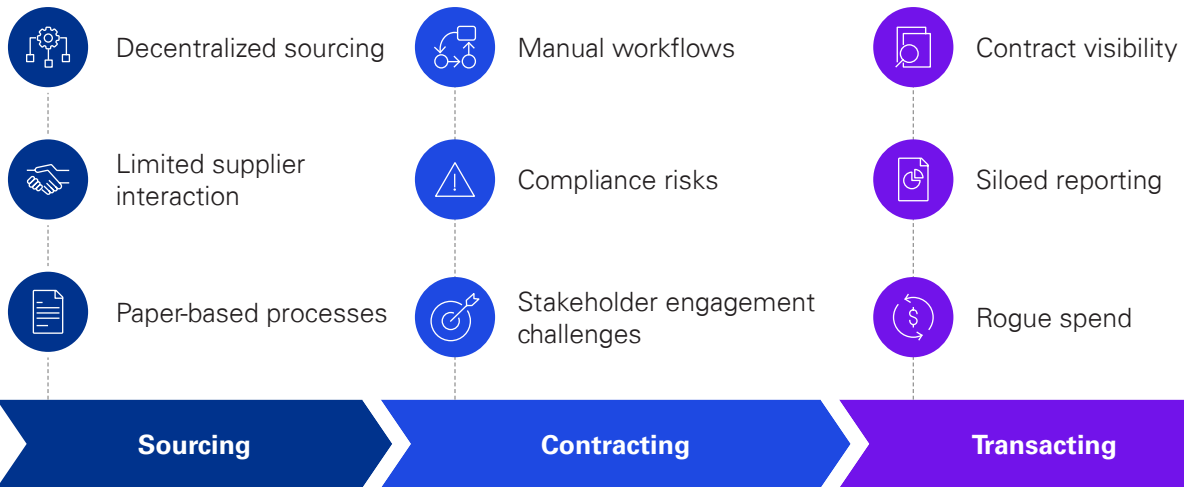 Decentralized sourcing
Limited supplier
interaction
Paper-based processes
Sourcing
Manual workflows
Compliance risks
Stakeholder engagement
challenges
Contracting
Contract visibility
Siloed reporting
$
Rogue spend
Transacting